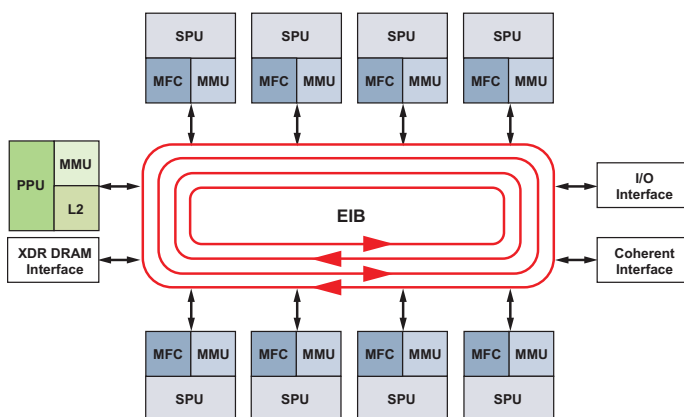 SPU SPU SPU SPU
MFC MMU MFC MMU MFC MMU MFC MMU
PPU
MMU
L2
XDR DRAM
Interface
EIB
I/O
Interface
Coherent
Interface
MFC MMU MFC MMU MFC MMU MFC MMU
SPU SPU SPU SPU